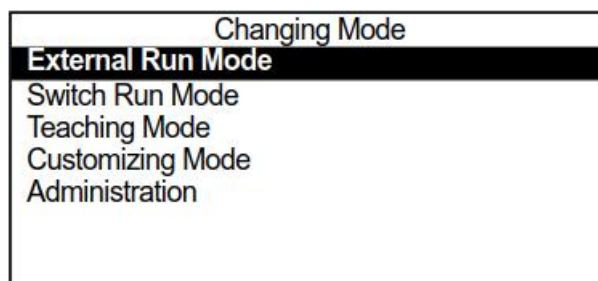 Changing Mode
External Run Mode
Switch Run Mode
Teaching Mode
Customizing Mode
Administration